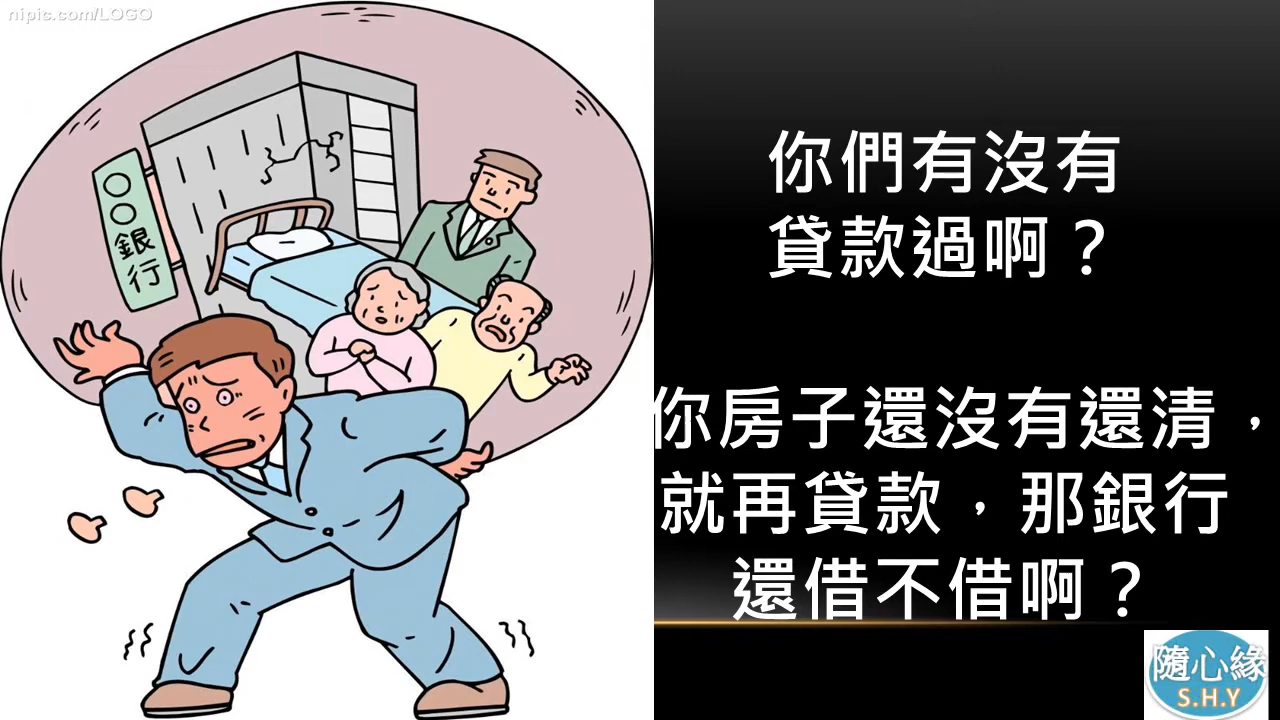 nipic.com/LOGO
○○銀行
你們有沒有
貸款過啊？
你房子還沒有還清，
就再貸款，那銀行
還借不借啊？
隨心緣
S.H.Y